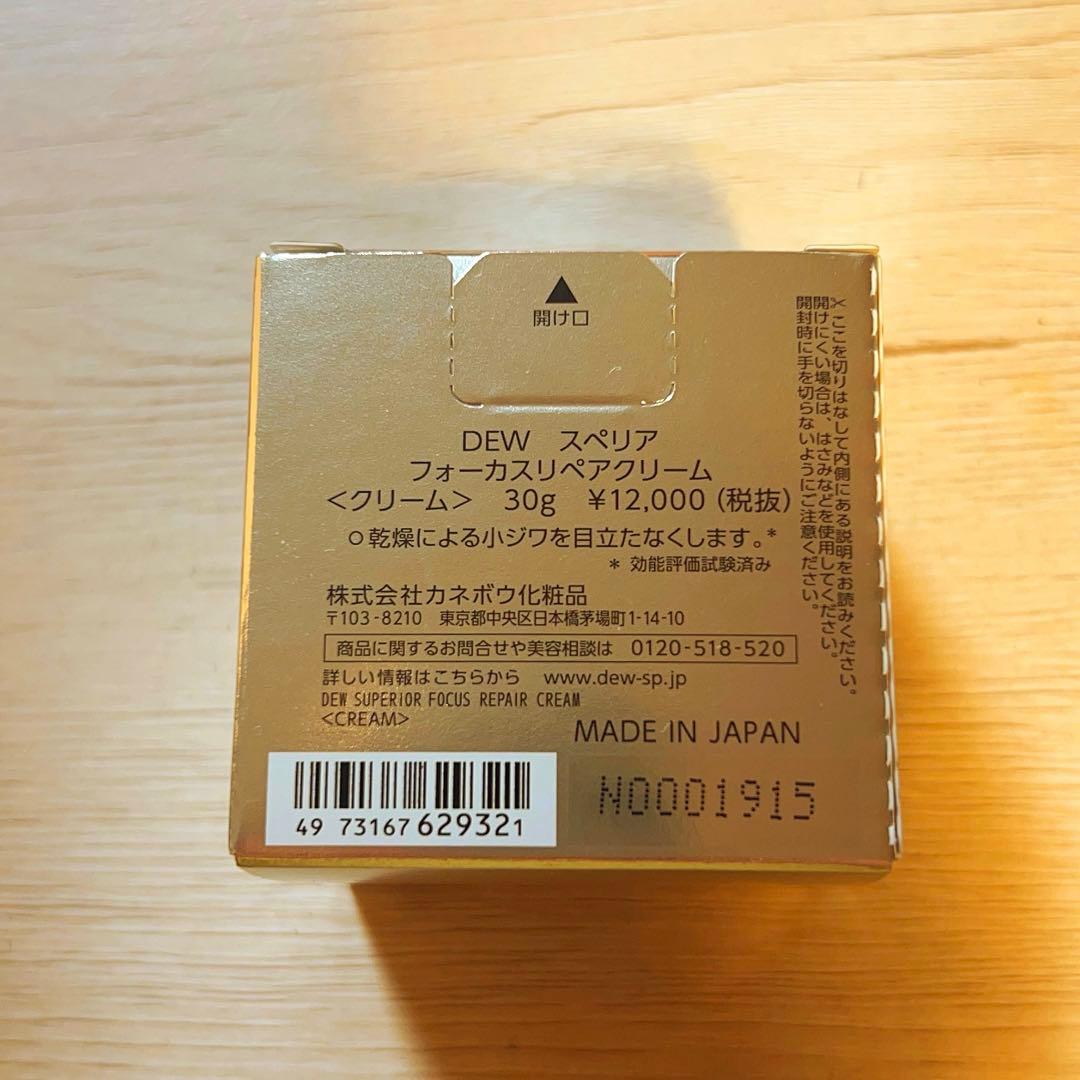 ▲
開け口
DEW スペリア
フォーカスリペアクリーム
<クリーム> 30g ¥12,000 (税抜)
○乾燥による小ジワを目立たなくします。*
* 効能評価試験済み
株式会社カネボウ化粧品
〒103-8210 東京都中央区日本橋茅場町1-14-10
商品に関するお問合せや美容相談は 0120-518-520
詳しい情報はこちらから www.dew-sp.jp
DEW SUPERIOR FOCUS REPAIR CREAM
<CREAM>
MADE IN JAPAN
N0001915
49 73167 629321
✂ここを切りはなして内側にある説明をお読みください。
開けにくい場合は、はさみなどを使用してください。
開封時に手を切らないようにご注意ください。